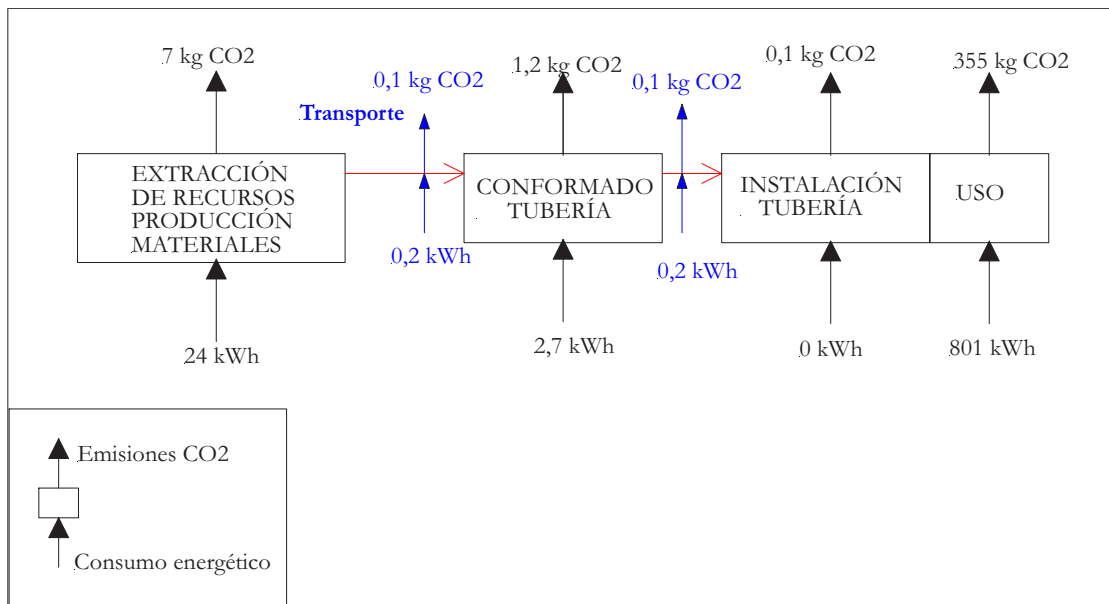 7 kg CO2
0,1 kg CO2
1,2 kg CO2
0,1 kg CO2
0,1 kg CO2
355 kg CO2
Transporte
EXTRACCIÓN
DE RECURSOS
PRODUCCIÓN
MATERIALES
CONFORMADO
TUBERÍA
INSTALACIÓN
TUBERÍA
USO
0,2 kWh
0,2 kWh
24 kWh
2,7 kWh
0 kWh
801 kWh
Emisiones CO2
Consumo energético